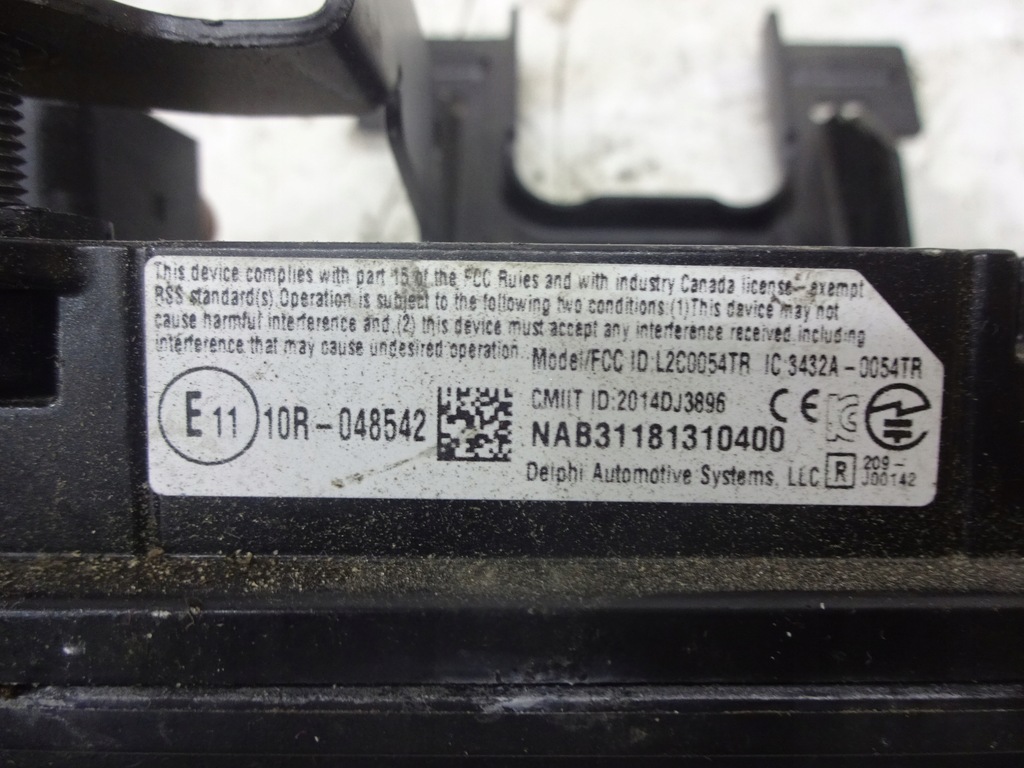 This device complies with part 15 of the FCC Rules and with industry Canada license-exempt
RSS standard(s).Operation is subject to the following two conditions:(1)This device may not
cause harmful interference and,(2) this device must accept any interference received,including
interference that may cause undesired operation.
Model/FCC ID:L2C0054TR IC:3432A-0054TR
E11 10R-048542
CMIIT ID:2014DJ3896 CE
NAB31181310400
Delphi Automotive Systems, LLC R 209-
J00142